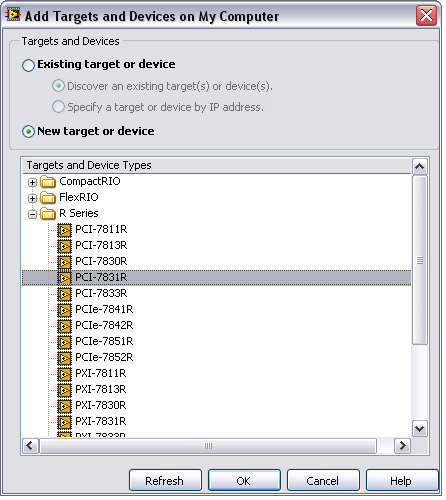 Add Targets and Devices on My Computer
Targets and Devices
Existing target or device
Discover an existing target(s) or device(s).
Specify a target or device by IP address.
New target or device
Targets and Device Types
CompactRIO
FlexRIO
R Series
PCI-7811R
PCI-7813R
PCI-7830R
PCI-7831R
PCI-7833R
PCIe-7841R
PCIe-7842R
PCIe-7851R
PCIe-7852R
PXI-7811R
PXI-7813R
PXI-7830R
PXI-7831R
PXI-7833R
Refresh
OK
Cancel
Help